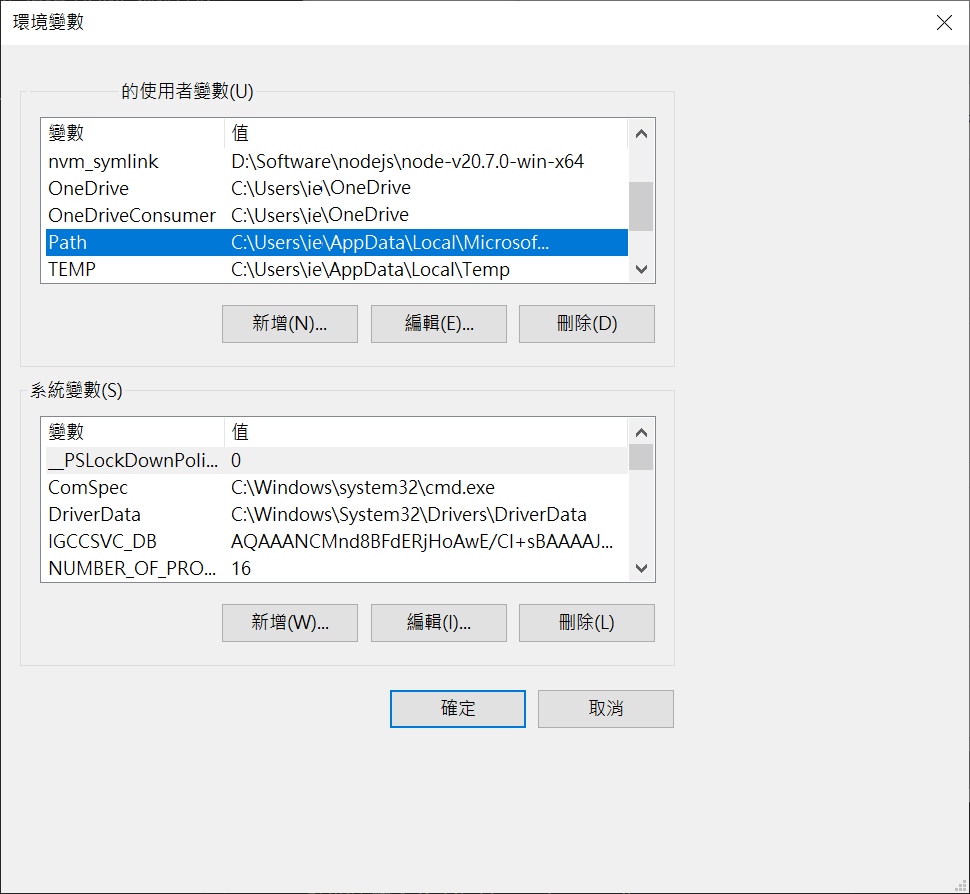 環境變數
的使用者變數(U)
變數 值
nvm_symlink D:\Software\nodejs\node-v20.7.0-win-x64
OneDrive C:\Users\ie\OneDrive
OneDriveConsumer C:\Users\ie\OneDrive
Path C:\Users\ie\AppData\Local\Microsof...
TEMP C:\Users\ie\AppData\Local\Temp
新增(N)... 編輯(E)... 刪除(D)
系統變數(S)
變數 值
__PSLockDownPoli... 0
ComSpec C:\Windows\system32\cmd.exe
DriverData C:\Windows\System32\Drivers\DriverData
IGCCSVC_DB AQAAANCMnd8BFdERjHoAwE/Cl+sBAAAAJ...
NUMBER_OF_PRO... 16
新增(W)... 編輯(I)... 刪除(L)
確定 取消